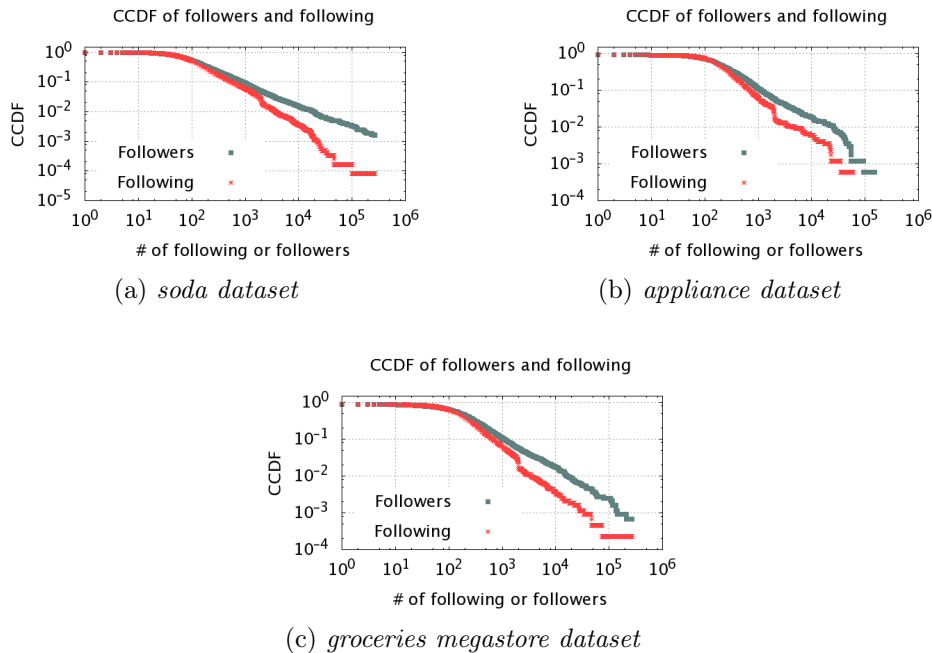 CCDF of followers and following
CCDF
10^0
10^-1
10^-2
10^-3
10^-4
10^-5
Followers
Following
10^0 10^1 10^2 10^3 10^4 10^5 10^6
# of following or followers
(a) soda dataset
CCDF of followers and following
CCDF
10^0
10^-1
10^-2
10^-3
10^-4
Followers
Following
10^0 10^1 10^2 10^3 10^4 10^5 10^6
# of following or followers
(b) appliance dataset
CCDF of followers and following
CCDF
10^0
10^-1
10^-2
10^-3
10^-4
Followers
Following
10^0 10^1 10^2 10^3 10^4 10^5 10^6
# of following or followers
(c) groceries megastore dataset